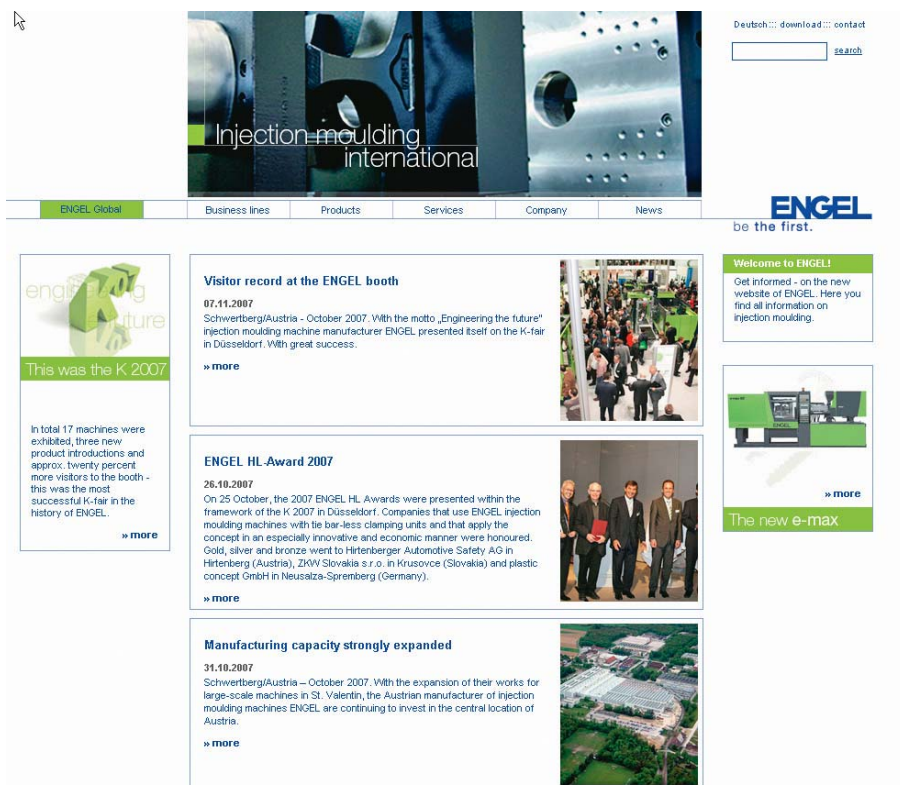 Deutsch ::: download ::: contact
search
Injection moulding
international
ENGEL Global
Business lines
Products
Services
Company
News
ENGEL
be the first.
engineering
future
This was the K 2007
In total 17 machines were
exhibited, three new
product introductions and
approx. twenty percent
more visitors to the booth -
this was the most
successful K-fair in the
history of ENGEL.
» more
Visitor record at the ENGEL booth
07.11.2007
Schwertberg/Austria - October 2007. With the motto „Engineering the future"
injection moulding machine manufacturer ENGEL presented itself on the K-fair
in Düsseldorf. With great success.
» more
ENGEL HL-Award 2007
26.10.2007
On 25 October, the 2007 ENGEL HL Awards were presented within the
framework of the K 2007 in Düsseldorf. Companies that use ENGEL injection
moulding machines with tie bar-less clamping units and that apply the
concept in an especially innovative and economic manner were honoured.
Gold, silver and bronze went to Hirtenberger Automotive Safety AG in
Hirtenberg (Austria), ZKW Slovakia s.r.o. in Krusovce (Slovakia) and plastic
concept GmbH in Neusalza-Spremberg (Germany).
» more
Manufacturing capacity strongly expanded
31.10.2007
Schwertberg/Austria – October 2007. With the expansion of their works for
large-scale machines in St. Valentin, the Austrian manufacturer of injection
moulding machines ENGEL are continuing to invest in the central location of
Austria.
» more
Welcome to ENGEL!
Get informed - on the new
website of ENGEL. Here you
find all information on
injection moulding.
ENGEL
» more
The new e-max